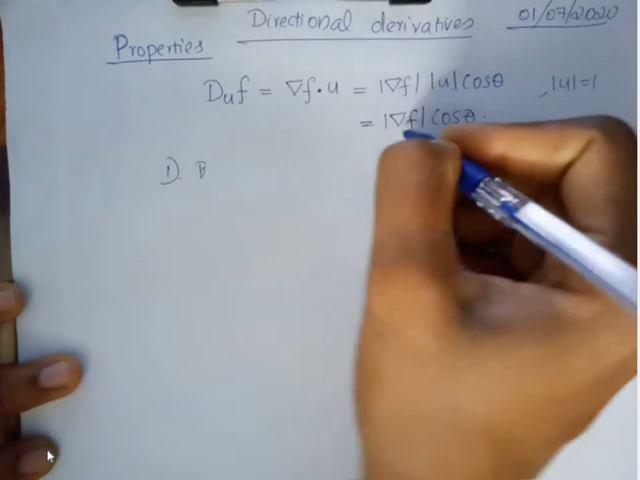 Directional derivatives 01/07/2020
Properties
Duf = ∇f·u = |∇f| |u| cosθ , |u|=1
= |∇f| cosθ.
1).